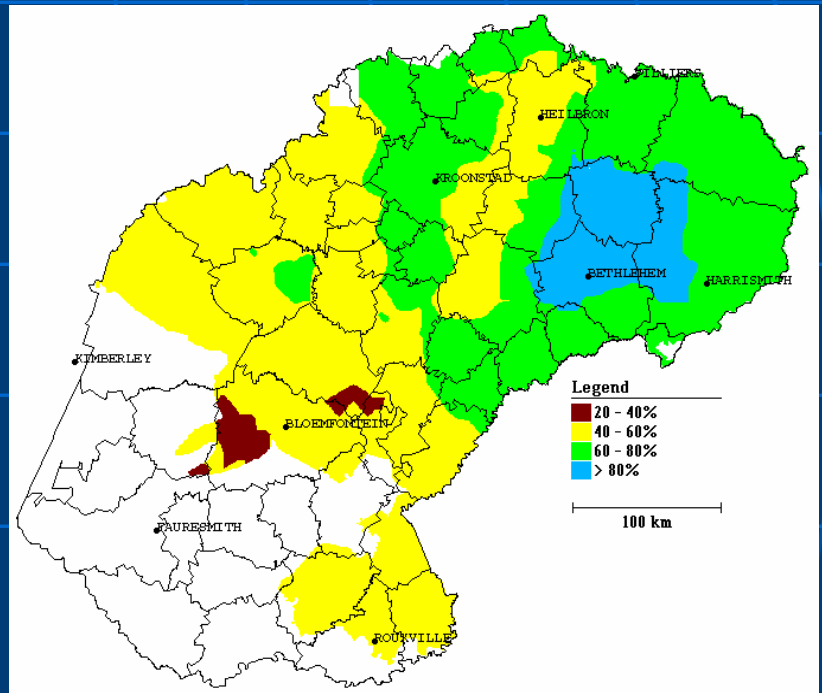 VILLIERS
HEILBRON
KROONSTAD
BETHLEHEM
HARRISMITH
KIMBERLEY
Legend
20 - 40%
40 - 60%
60 - 80%
> 80%
BLOEMFONTEIN
100 km
FAURESMITH
ROUXVILLE